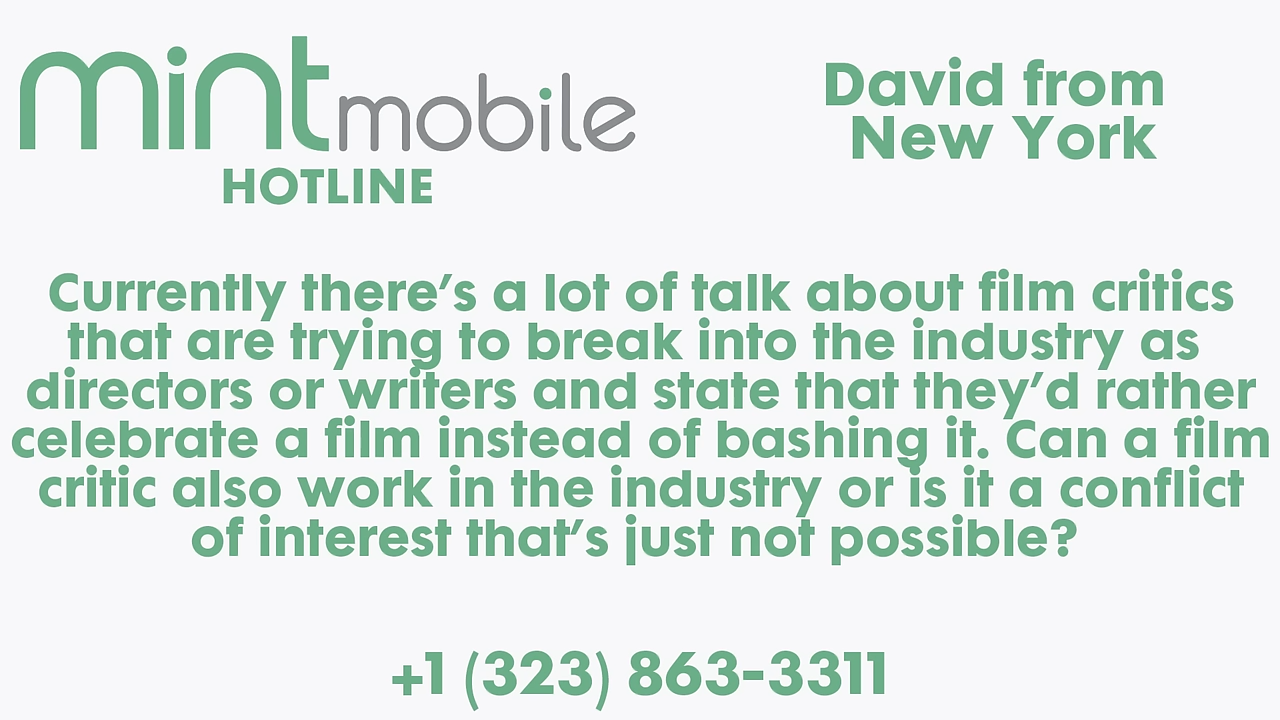 mint mobile
HOTLINE
David from
New York
Currently there’s a lot of talk about film critics
that are trying to break into the industry as
directors or writers and state that they’d rather
celebrate a film instead of bashing it. Can a film
critic also work in the industry or is it a conflict
of interest that’s just not possible?
+1 (323) 863-3311